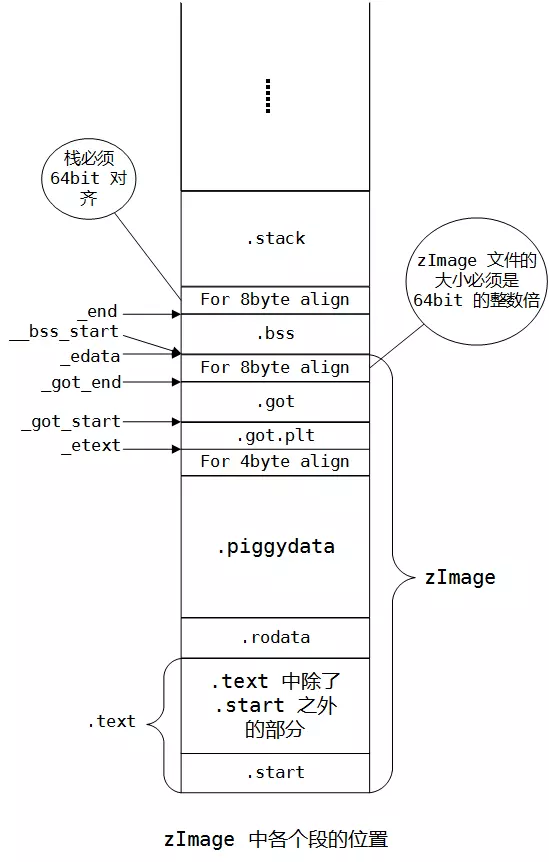 栈必须
64bit 对
齐
.stack
zImage 文件的
大小必须是
64bit 的整数倍
For 8byte align
_end
__bss_start
.bss
_edata
For 8byte align
_got_end
.got
_got_start
.got.plt
_etext
For 4byte align
.piggydata
zImage
.rodata
.text 中除了
.start 之外
的部分
.text
.start
zImage 中各个段的位置